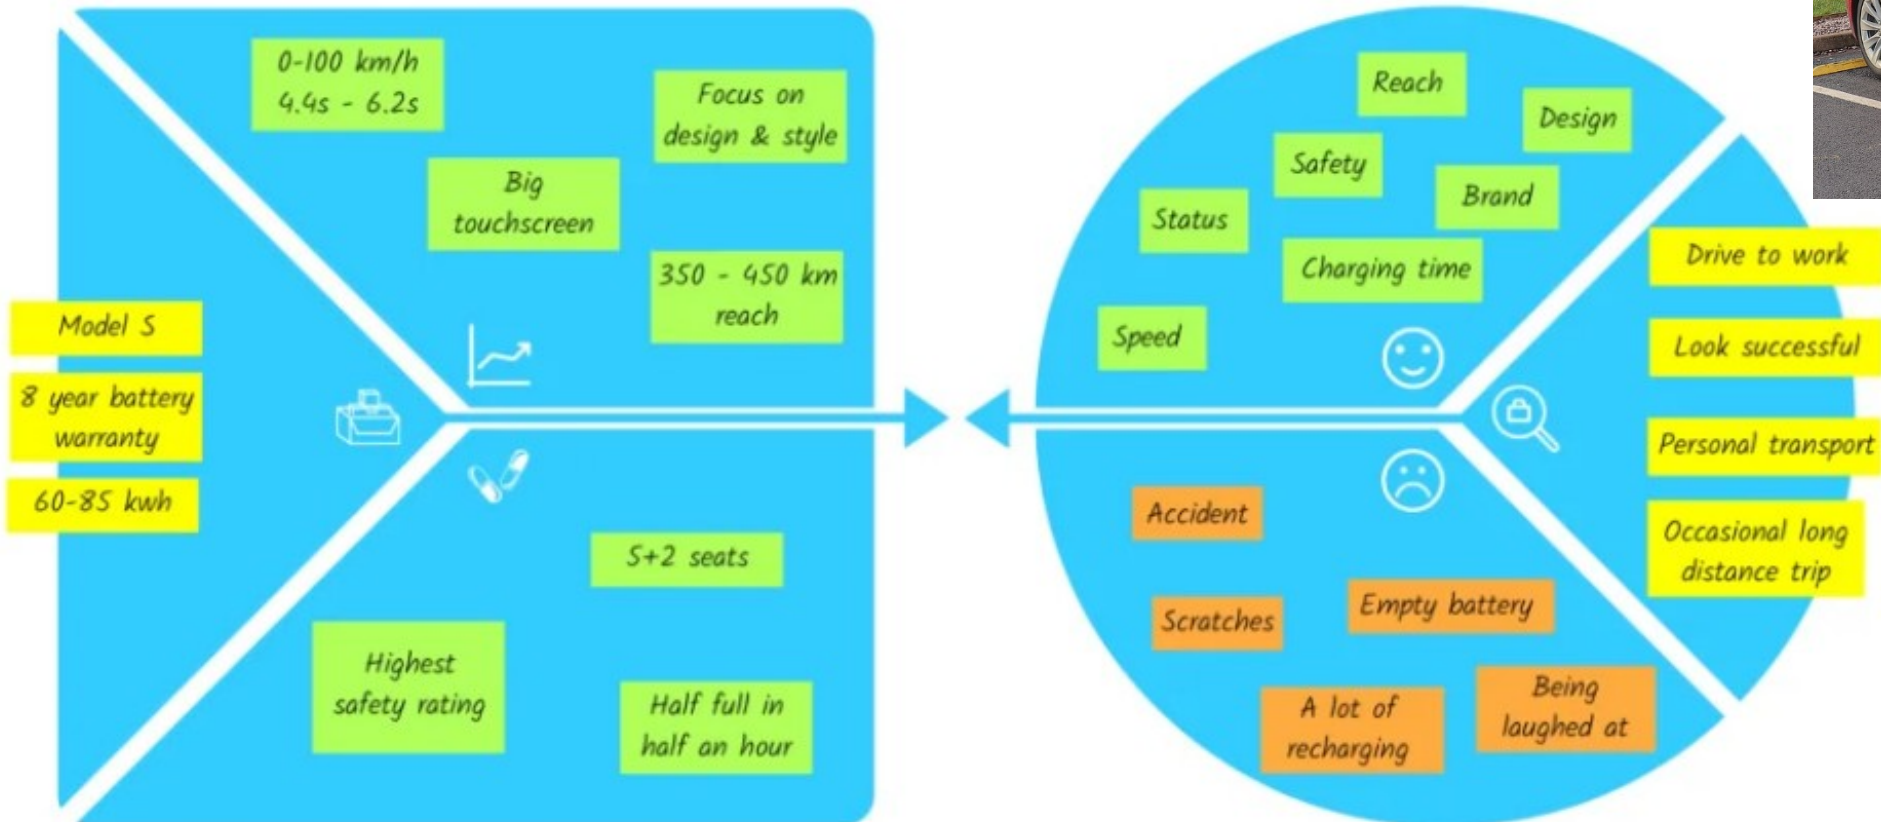 0-100 km/h
4.4s - 6.2s
Focus on
design & style
Big
touchscreen
350 - 450 km
reach
Model S
8 year battery
warranty
60-85 kwh
5+2 seats
Highest
safety rating
Half full in
half an hour
Reach
Design
Safety
Brand
Status
Charging time
Speed
Drive to work
Look successful
Personal transport
Occasional long
distance trip
Accident
Scratches
Empty battery
A lot of
recharging
Being
laughed at